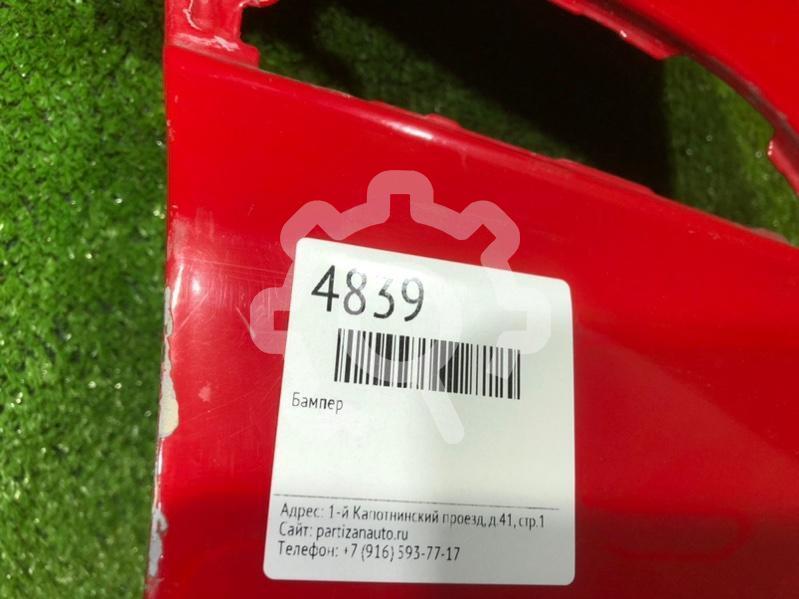 4839
Бампер
Адрес: 1-й Капотнинский проезд, д.41, стр.1
Сайт: partizanauto.ru
Телефон: +7 (916) 593-77-17